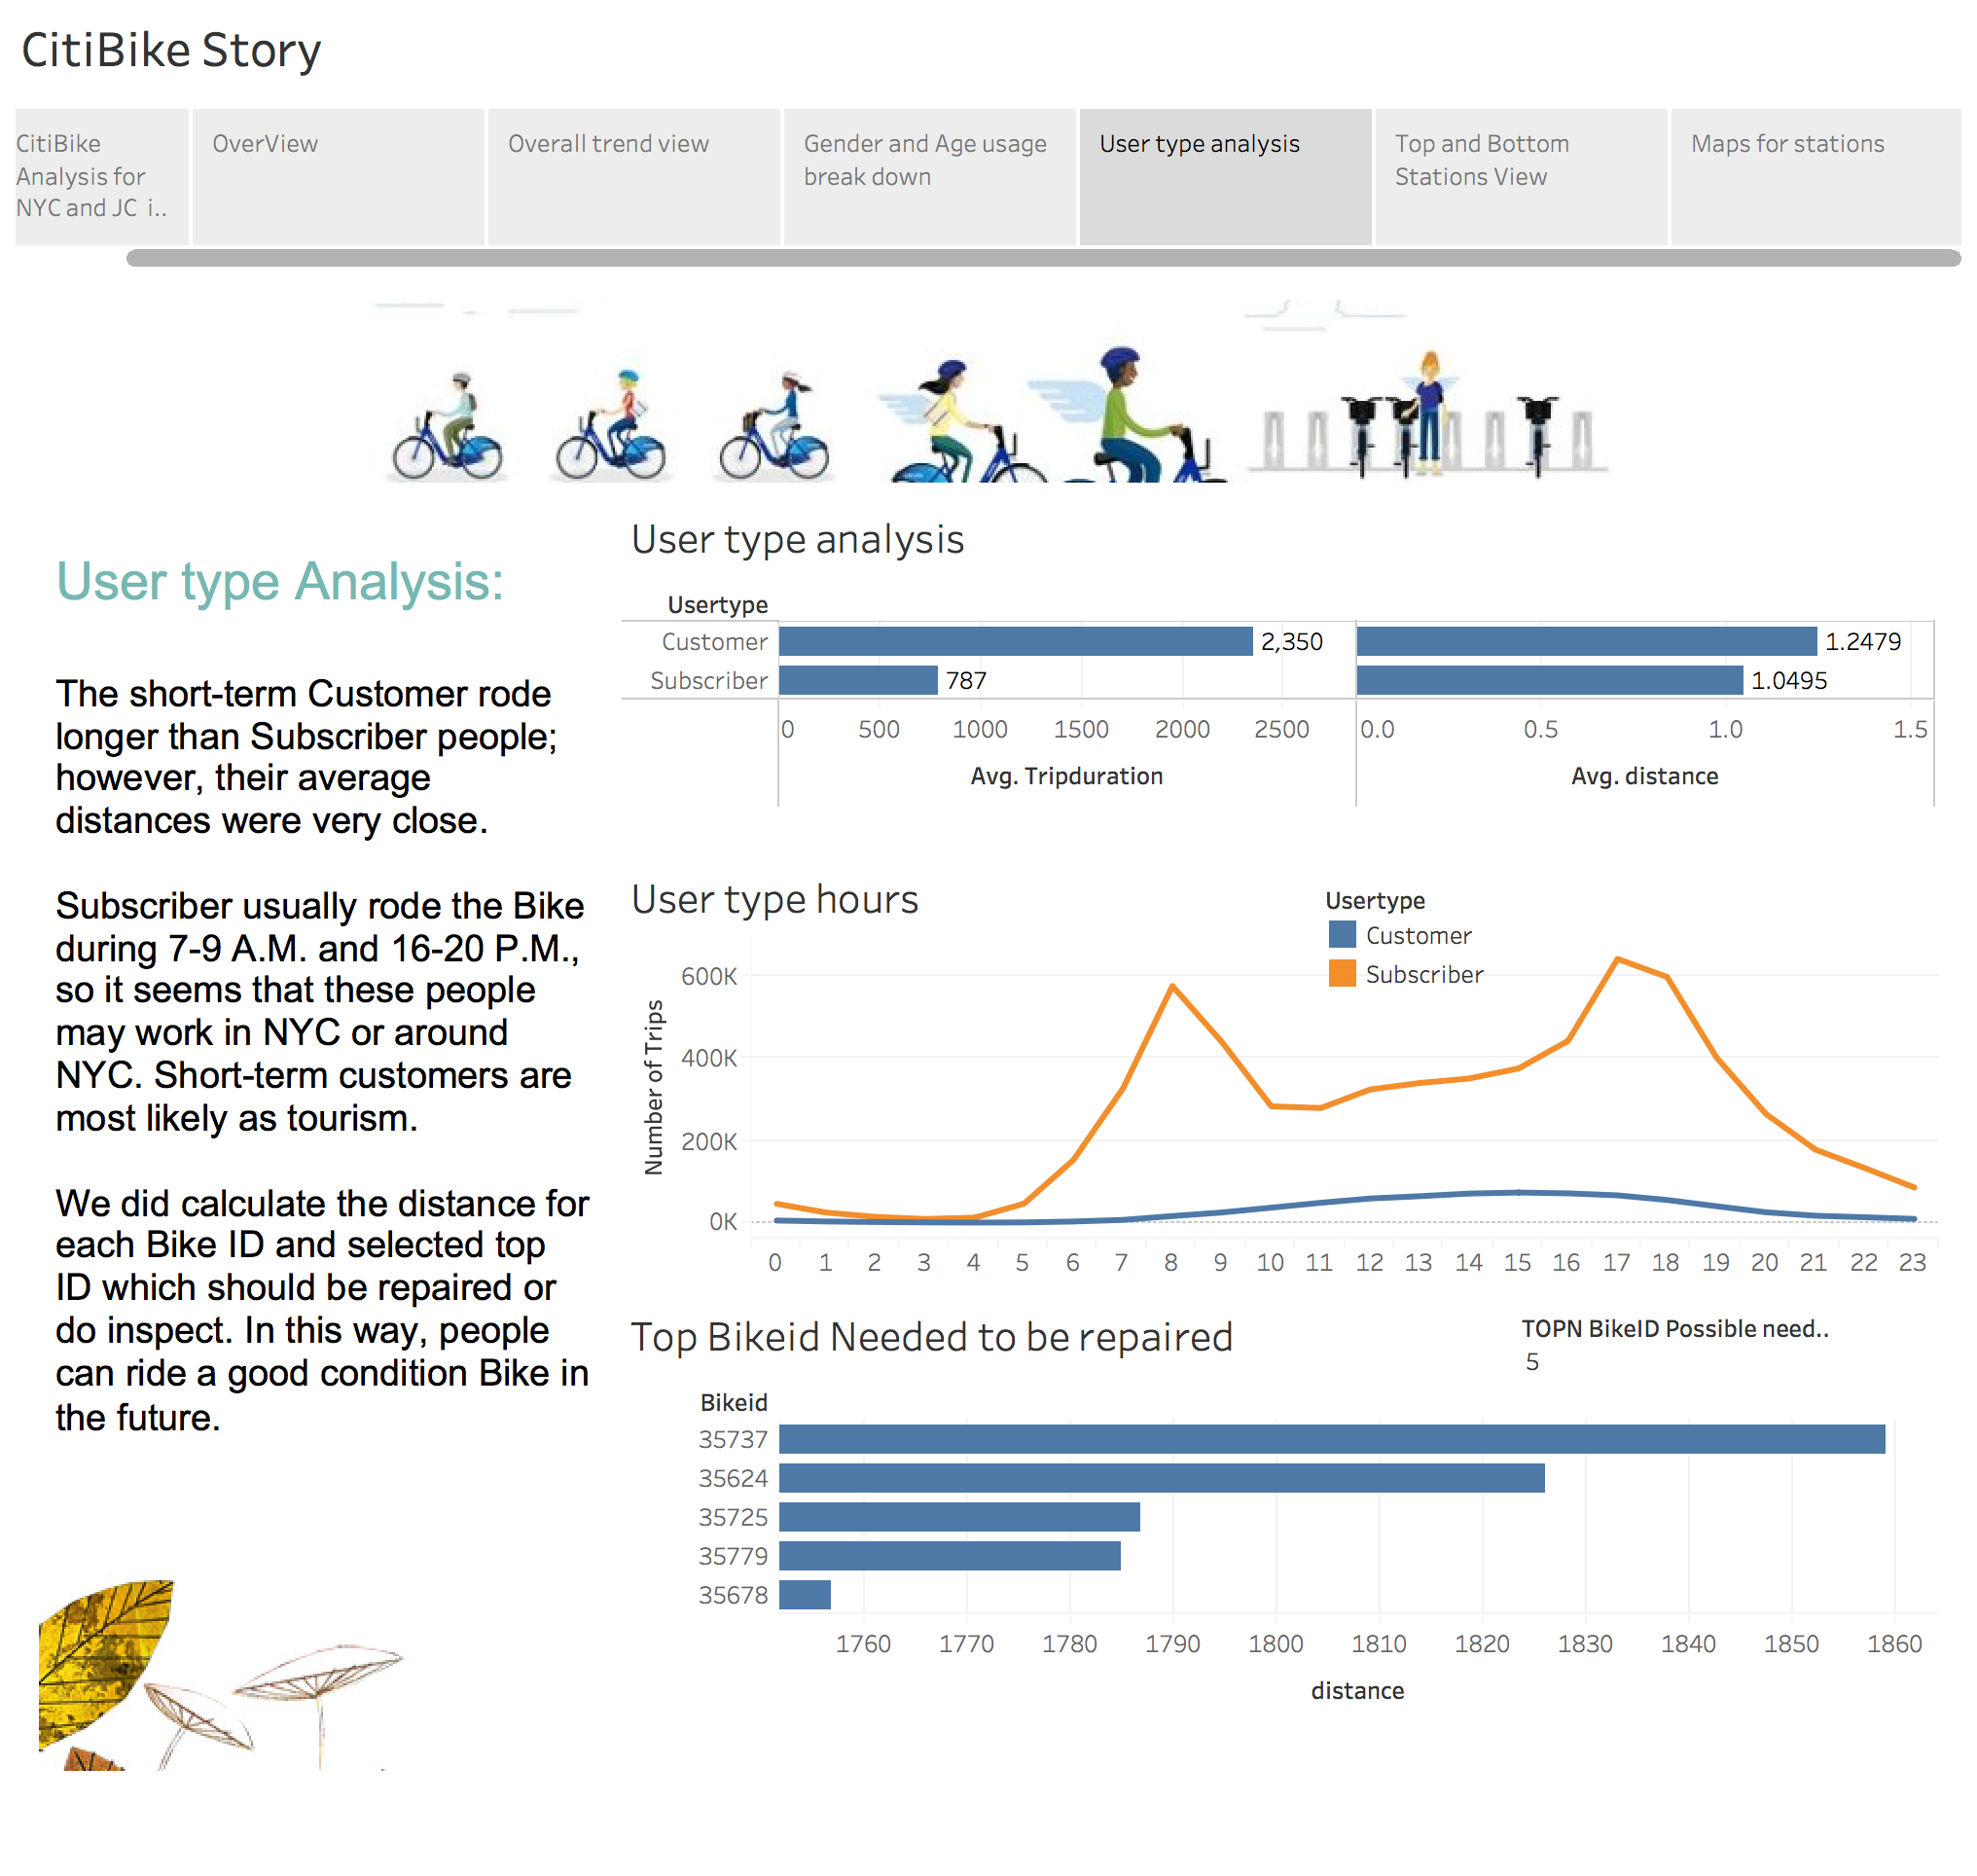 CitiBike Story
CitiBike
Analysis for
NYC and JC i..
OverView
Overall trend view
Gender and Age usage
break down
User type analysis
Top and Bottom
Stations View
Maps for stations
User type Analysis:
The short-term Customer rode
longer than Subscriber people;
however, their average
distances were very close.
Subscriber usually rode the Bike
during 7-9 A.M. and 16-20 P.M.,
so it seems that these people
may work in NYC or around
NYC. Short-term customers are
most likely as tourism.
We did calculate the distance for
each Bike ID and selected top
ID which should be repaired or
do inspect. In this way, people
can ride a good condition Bike in
the future.
User type analysis
Usertype
Customer 2,350 1.2479
Subscriber 787 1.0495
0 500 1000 1500 2000 2500 0.0 0.5 1.0 1.5
Avg. Tripduration Avg. distance
User type hours
Usertype
Customer
Subscriber
Number of Trips
600K
400K
200K
0K
0 1 2 3 4 5 6 7 8 9 10 11 12 13 14 15 16 17 18 19 20 21 22 23
Top Bikeid Needed to be repaired
TOPN BikeID Possible need..
5
Bikeid
35737
35624
35725
35779
35678
1760 1770 1780 1790 1800 1810 1820 1830 1840 1850 1860
distance